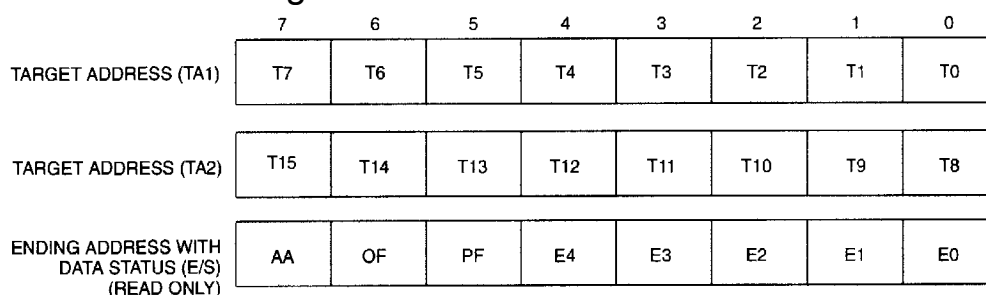 7 6 5 4 3 2 1 0
TARGET ADDRESS (TA1) T7 T6 T5 T4 T3 T2 T1 T0
TARGET ADDRESS (TA2) T15 T14 T13 T12 T11 T10 T9 T8
ENDING ADDRESS WITH
DATA STATUS (E/S)
(READ ONLY)
AA OF PF E4 E3 E2 E1 E0